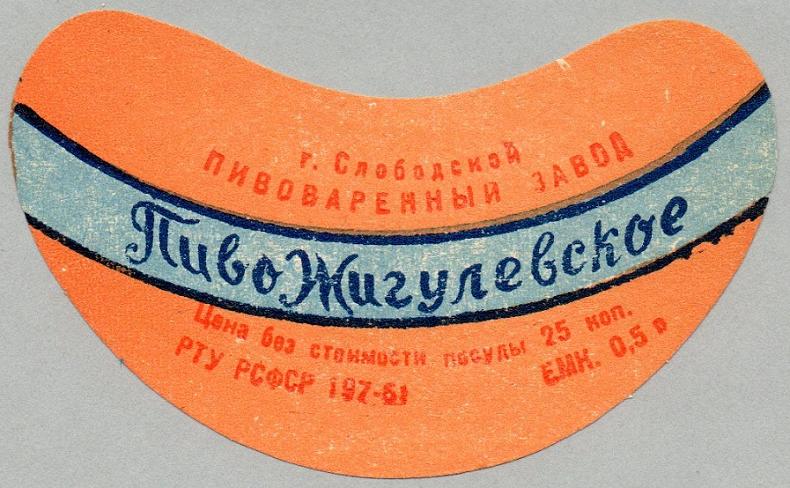 г. Слободской
ПИВОВАРЕННЫЙ ЗАВОД
Пиво Жигулевское
Цена без стоимости посуды 25 коп.
РТУ РСФСР 197-61
ЕМК. 0,5 л